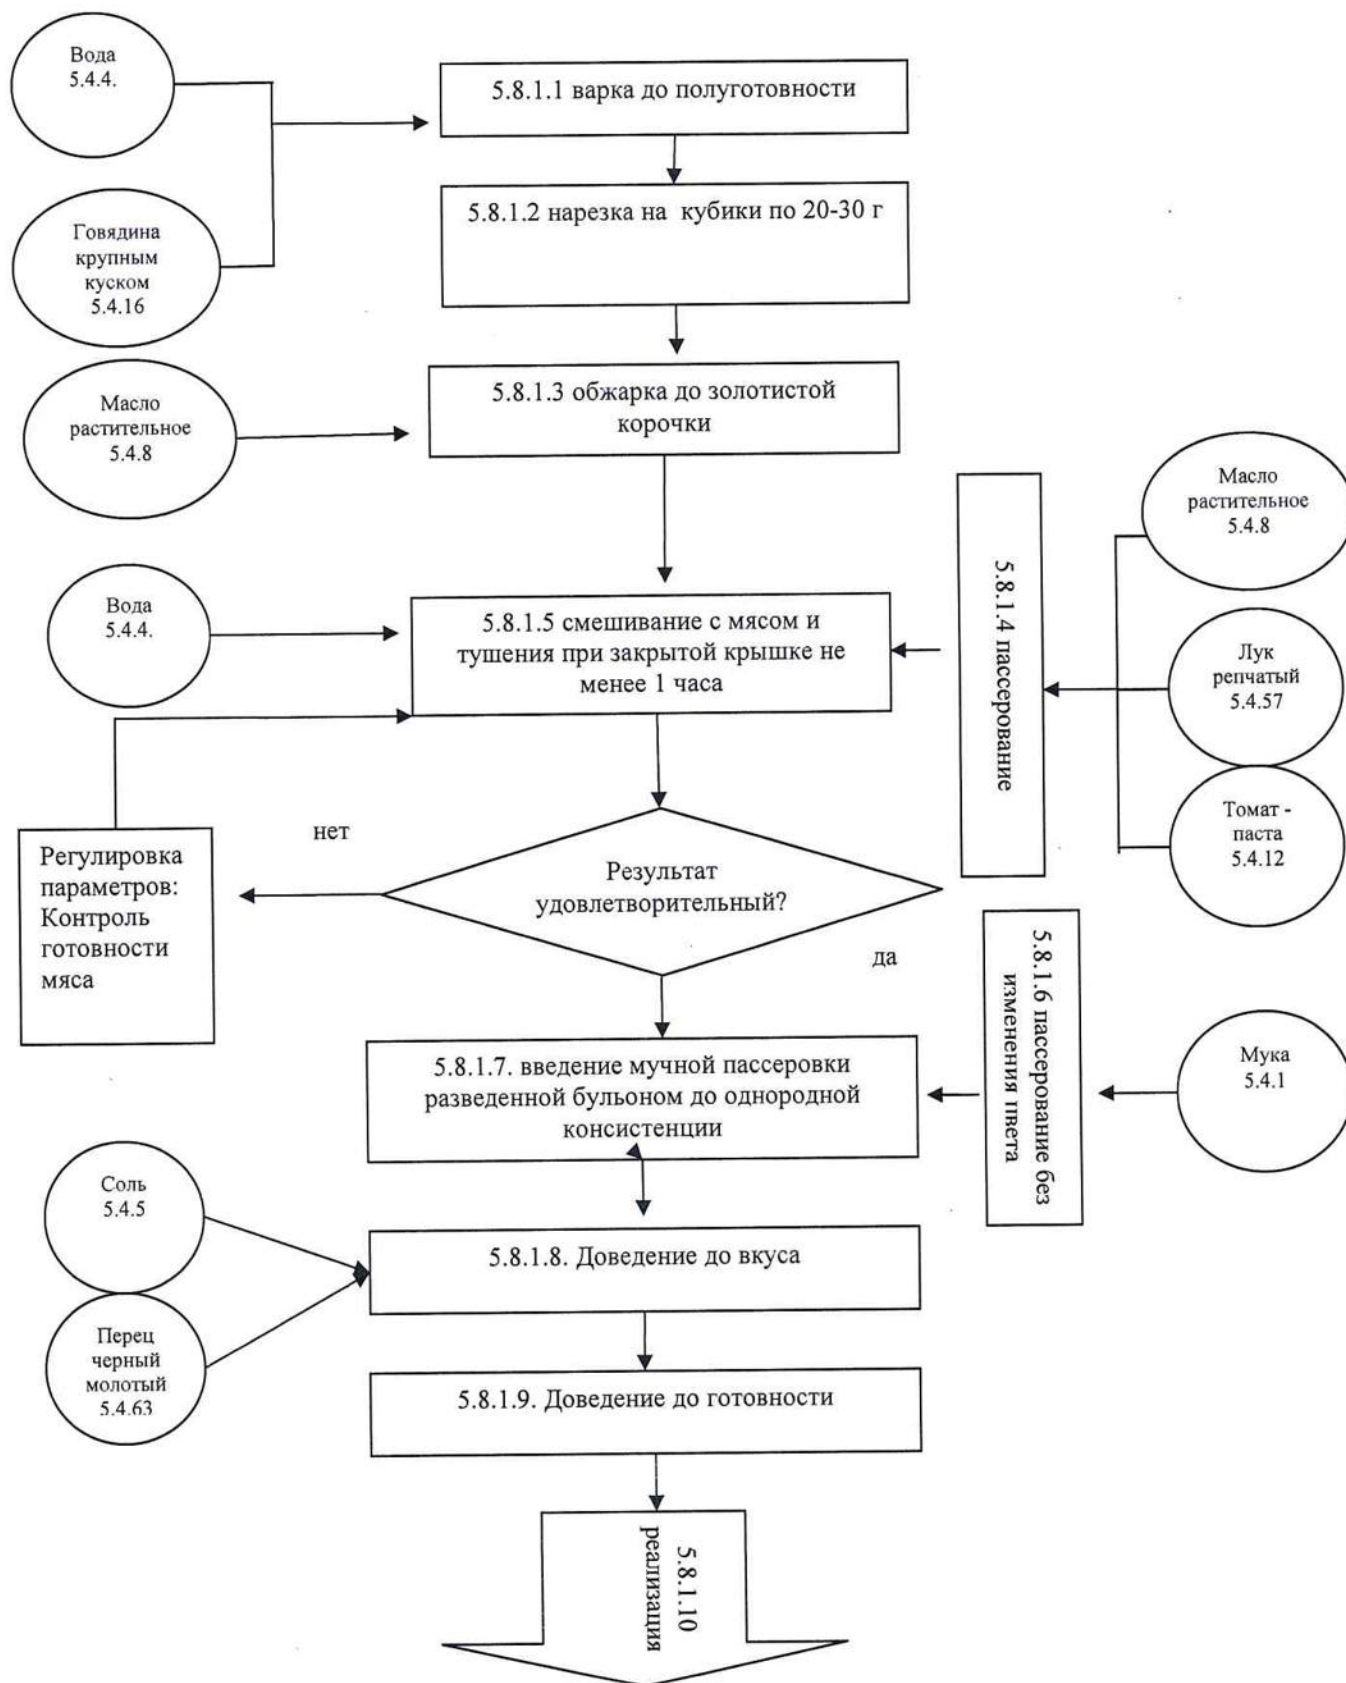 Вода
5.4.4.
5.8.1.1 варка до полуготовности
Говядина
крупным
куском
5.4.16
5.8.1.2 нарезка на кубики по 20-30 г
Масло
растительное
5.4.8
5.8.1.3 обжарка до золотистой
корочки
Масло
растительное
5.4.8
Лук
репчатый
5.4.57
Томат -
паста
5.4.12
5.8.1.4 пассерование
Вода
5.4.4.
5.8.1.5 смешивание с мясом и
тушения при закрытой крышке не
менее 1 часа
нет
Регулировка
параметров:
Контроль
готовности
мяса
Результат
удовлетворительный?
да
Мука
5.4.1
5.8.1.6 пассерование без
изменения цвета
5.8.1.7. введение мучной пассеровки
разведенной бульоном до однородной
консистенции
Соль
5.4.5
Перец
черный
молотый
5.4.63
5.8.1.8. Доведение до вкуса
5.8.1.9. Доведение до готовности
5.8.1.10
реализация